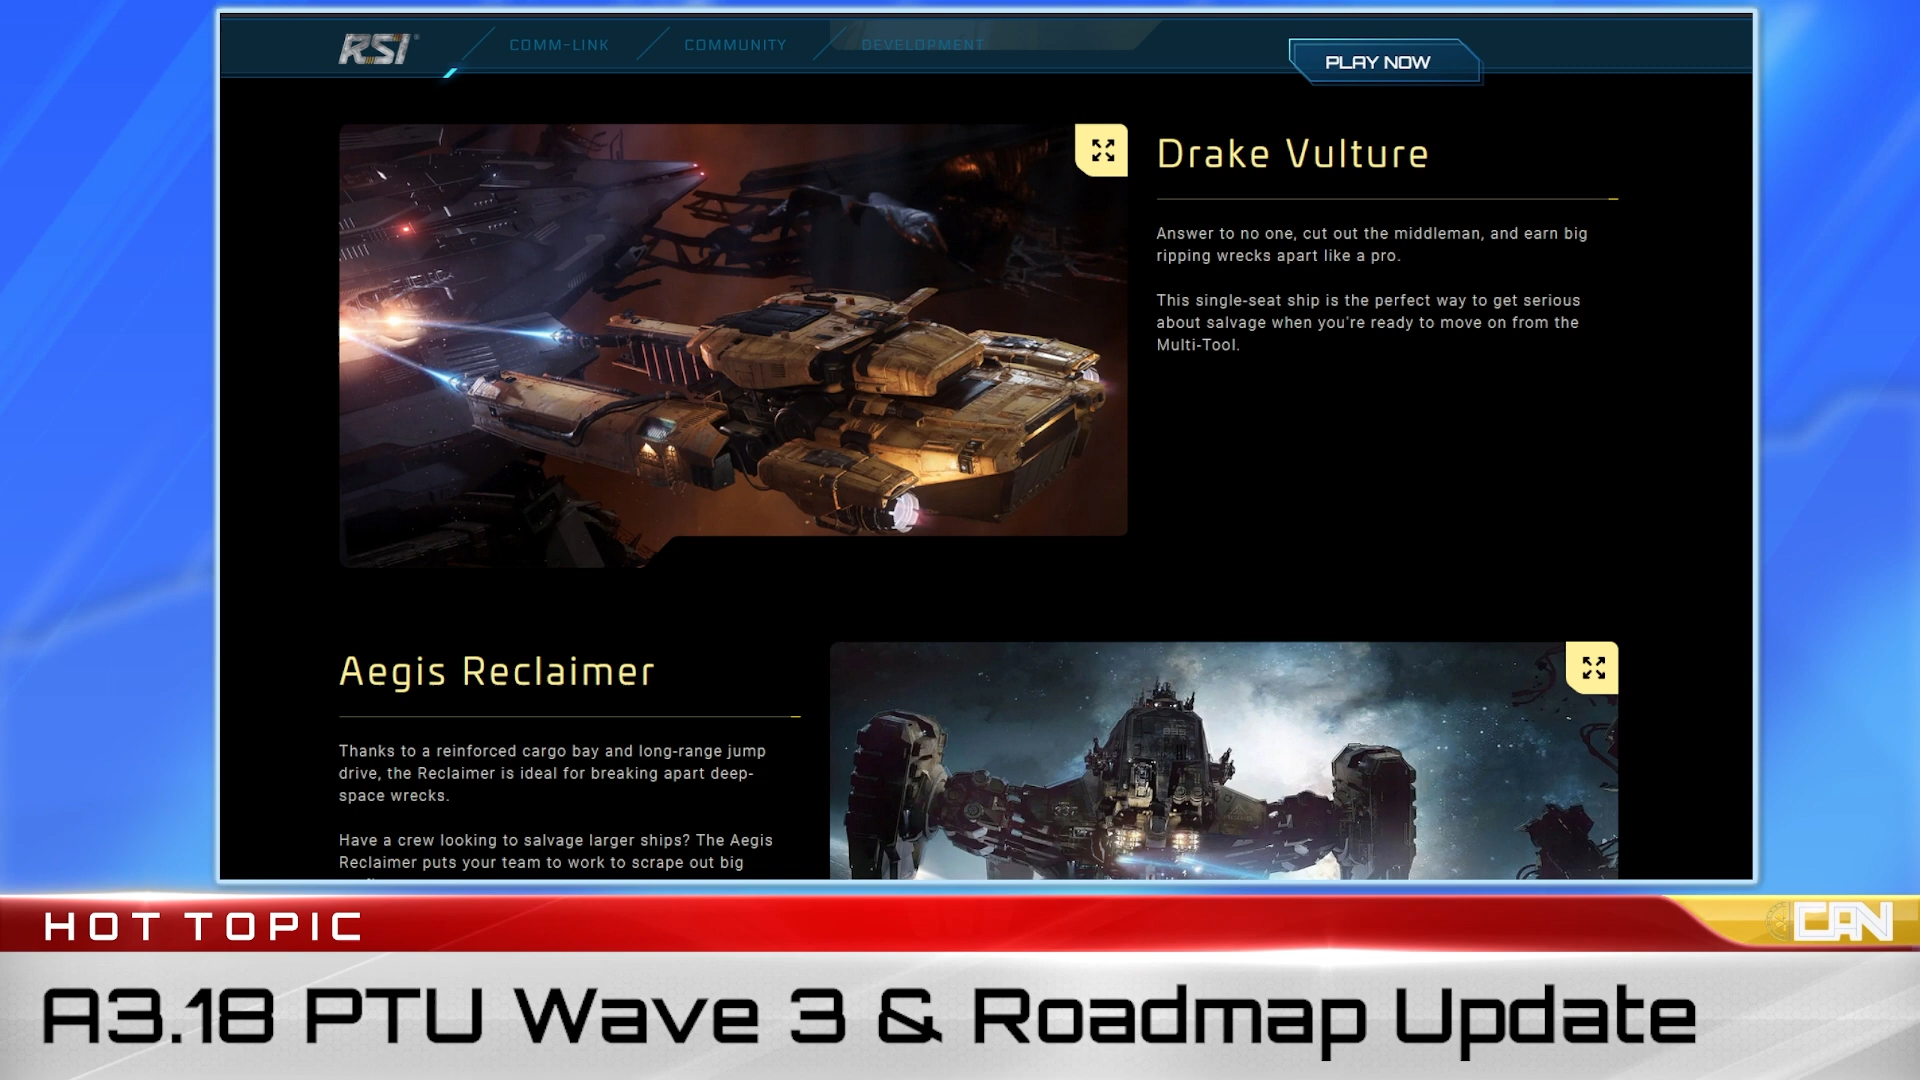 RSI
COMM-LINK
COMMUNITY
DEVELOPMENT
PLAY NOW
Drake Vulture
Answer to no one, cut out the middleman, and earn big
ripping wrecks apart like a pro.
This single-seat ship is the perfect way to get serious
about salvage when you're ready to move on from the
Multi-Tool.
Aegis Reclaimer
Thanks to a reinforced cargo bay and long-range jump
drive, the Reclaimer is ideal for breaking apart deep-
space wrecks.
Have a crew looking to salvage larger ships? The Aegis
Reclaimer puts your team to work to scrape out big
HOT TOPIC
CAN
A3.18 PTU Wave 3 & Roadmap Update